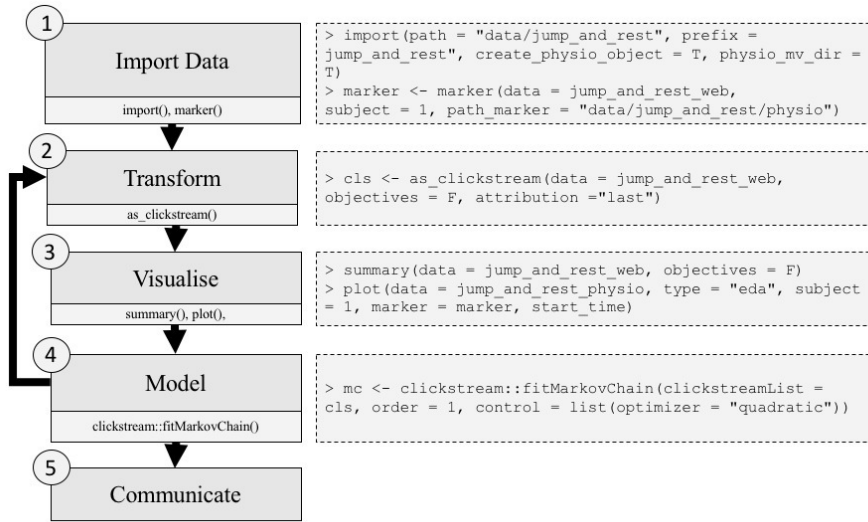 1
Import Data
import(), marker()
> import(path = "data/jump_and_rest", prefix =
jump_and_rest", create_physio_object = T, physio_mv_dir =
T)
> marker <- marker(data = jump_and_rest_web,
subject = 1, path_marker = "data/jump_and_rest/physio")
2
Transform
as_clickstream()
> cls <- as_clickstream(data = jump_and_rest_web,
objectives = F, attribution ="last")
3
Visualise
summary(), plot(),
> summary(data = jump_and_rest_web, objectives = F)
> plot(data = jump_and_rest_physio, type = "eda", subject
= 1, marker = marker, start_time)
4
Model
clickstream::fitMarkovChain()
> mc <- clickstream::fitMarkovChain(clickstreamList =
cls, order = 1, control = list(optimizer = "quadratic"))
5
Communicate